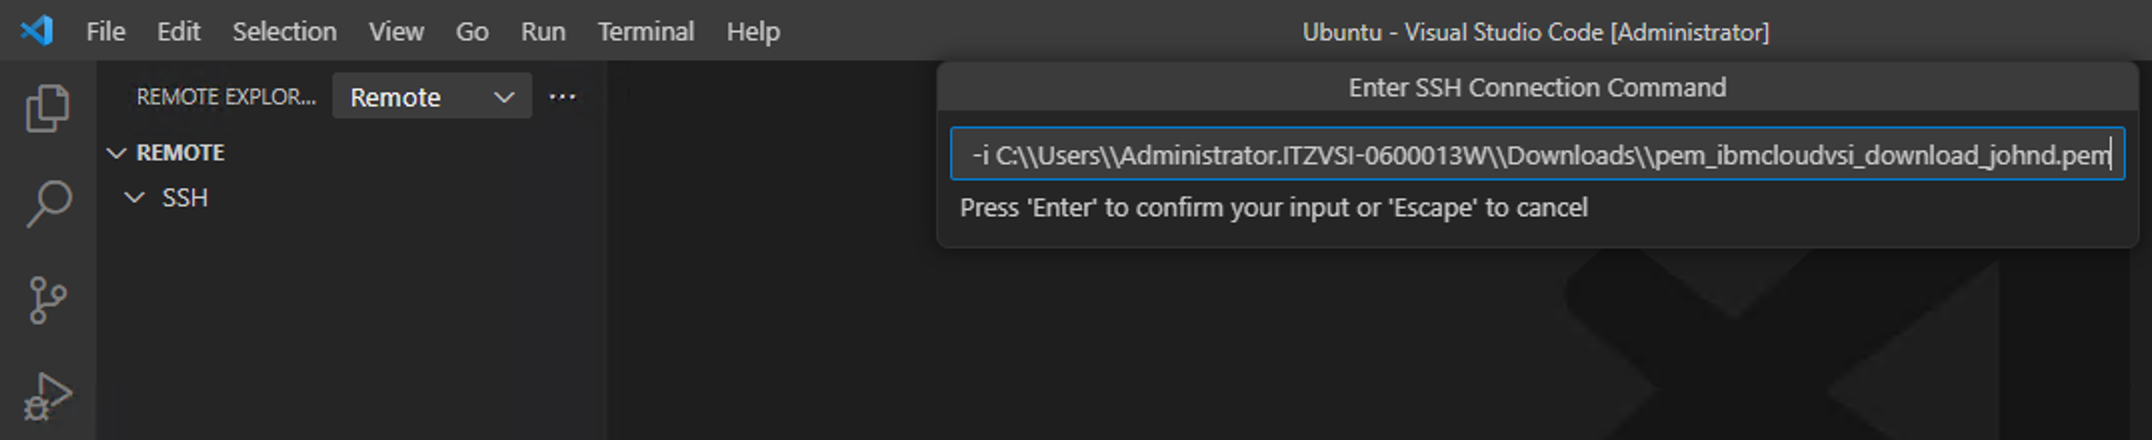 File Edit Selection View Go Run Terminal Help Ubuntu - Visual Studio Code [Administrator]
Enter SSH Connection Command
REMOTE EXPLOR... Remote ...
-i C:\\Users\\Administrator.ITZVSI-0600013W\\Downloads\\pem_ibmcloudvsi_download_johnd.pem
REMOTE
SSH
Press 'Enter' to confirm your input or 'Escape' to cancel